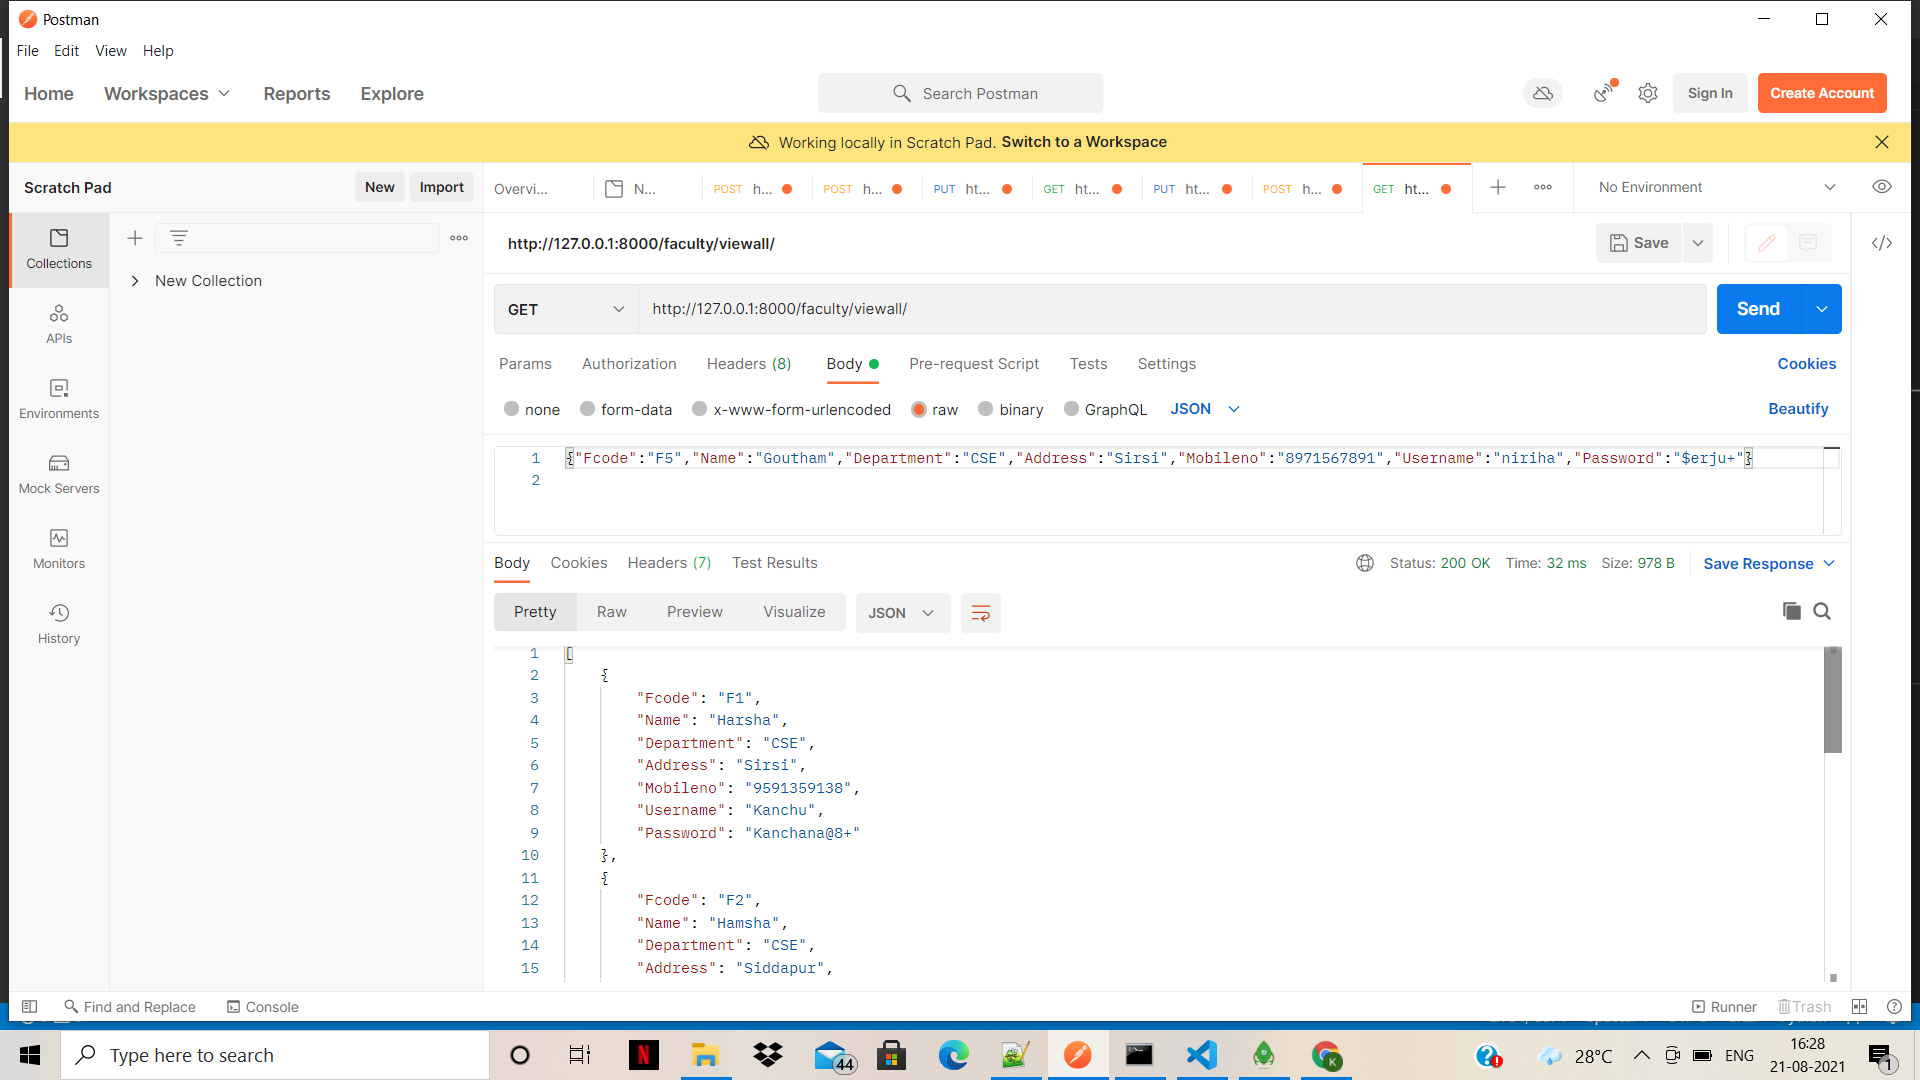 Postman
File Edit View Help
Home Workspaces Reports Explore
Search Postman
Sign In
Create Account
Working locally in Scratch Pad. Switch to a Workspace
Scratch Pad
New
Import
Overvi...
N...
POST h...
POST h...
PUT ht...
GET ht...
PUT ht...
POST h...
GET ht...
No Environment
Collections
APIs
Environments
Mock Servers
Monitors
History
New Collection
http://127.0.0.1:8000/faculty/viewall/
Save
GET
http://127.0.0.1:8000/faculty/viewall/
Send
Params Authorization Headers (8) Body Pre-request Script Tests Settings
Cookies
none form-data x-www-form-urlencoded raw binary GraphQL JSON
Beautify
1 {"Fcode":"F5","Name":"Goutham","Department":"CSE","Address":"Sirsi","Mobileno":"8971567891","Username":"niriha","Password":"$erju+"}
2
Body Cookies Headers (7) Test Results
Status: 200 OK Time: 32 ms Size: 978 B
Save Response
Pretty Raw Preview Visualize JSON
1 [
2 {
3 "Fcode": "F1",
4 "Name": "Harsha",
5 "Department": "CSE",
6 "Address": "Sirsi",
7 "Mobileno": "9591359138",
8 "Username": "Kanchu",
9 "Password": "Kanchana@8+"
10 },
11 {
12 "Fcode": "F2",
13 "Name": "Hamsha",
14 "Department": "CSE",
15 "Address": "Siddapur",
Find and Replace
Console
Runner
Trash
Type here to search
N
44
K
28°C
ENG
16:28
21-08-2021
1